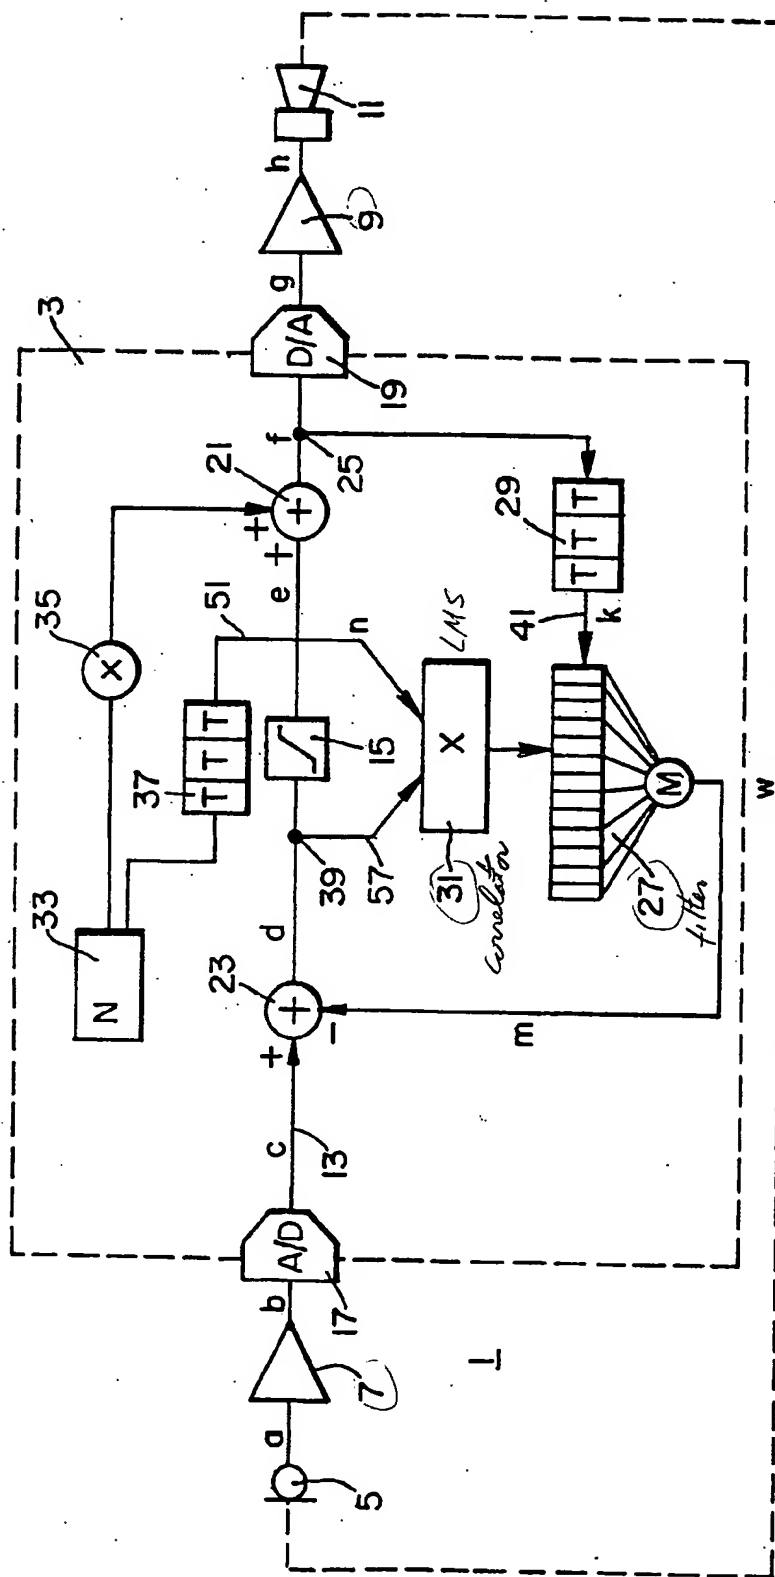 3
33
N
35
X
37
T T T
51
21
+
+
+
e
f
25
D/A
19
g
9
h
11
n
LMS
15
X
31
correlator
39
57
d
23
+
+
-
c
13
A/D
17
b
7
a
5
1
29
T T T
41
k
M
27
filter
m
w